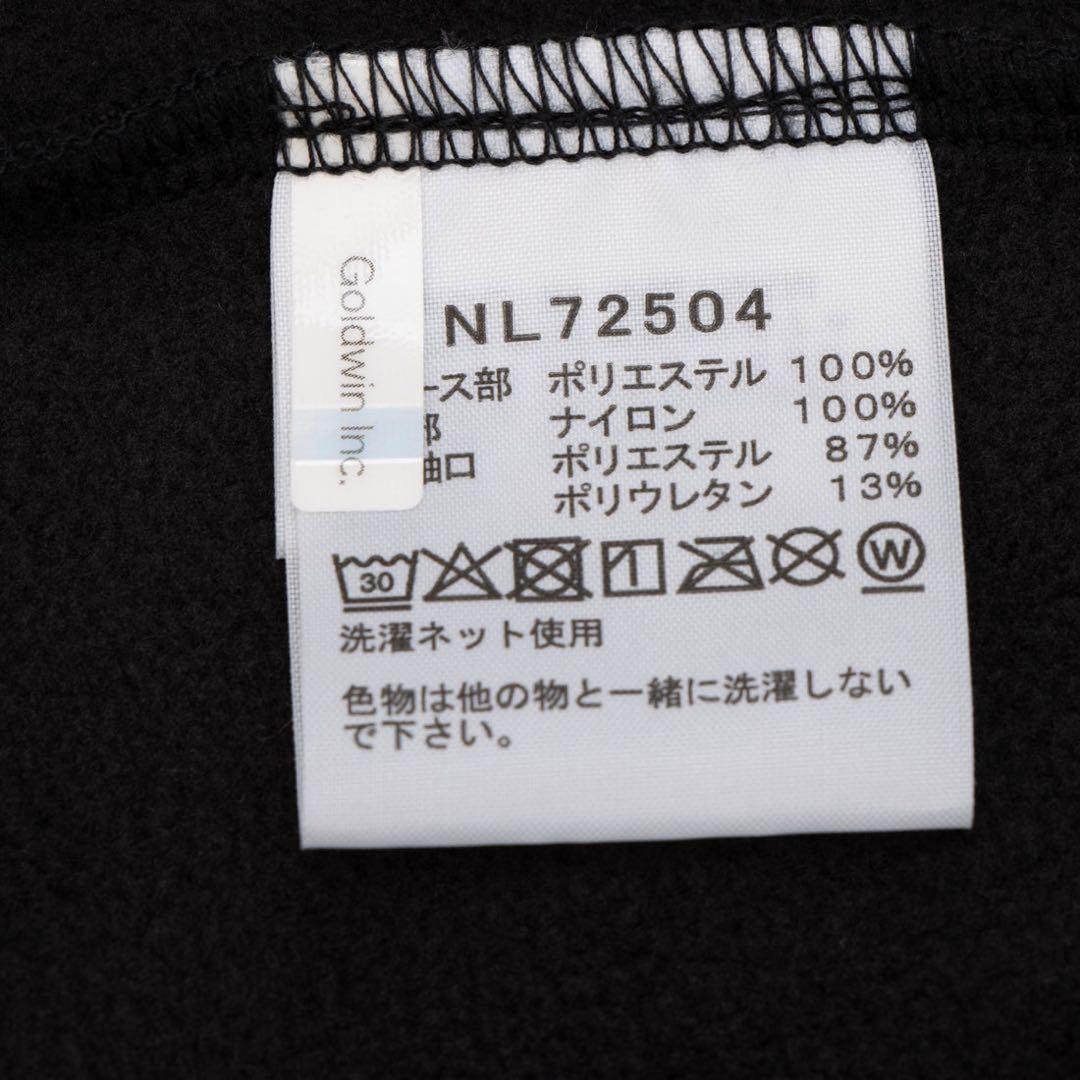 Goldwin Inc.
NL72504
ース部 ポリエステル 100%
部 ナイロン 100%
袖口 ポリエステル 87%
ポリウレタン 13%
30 W
洗濯ネット使用
色物は他の物と一緒に洗濯しない
で下さい。